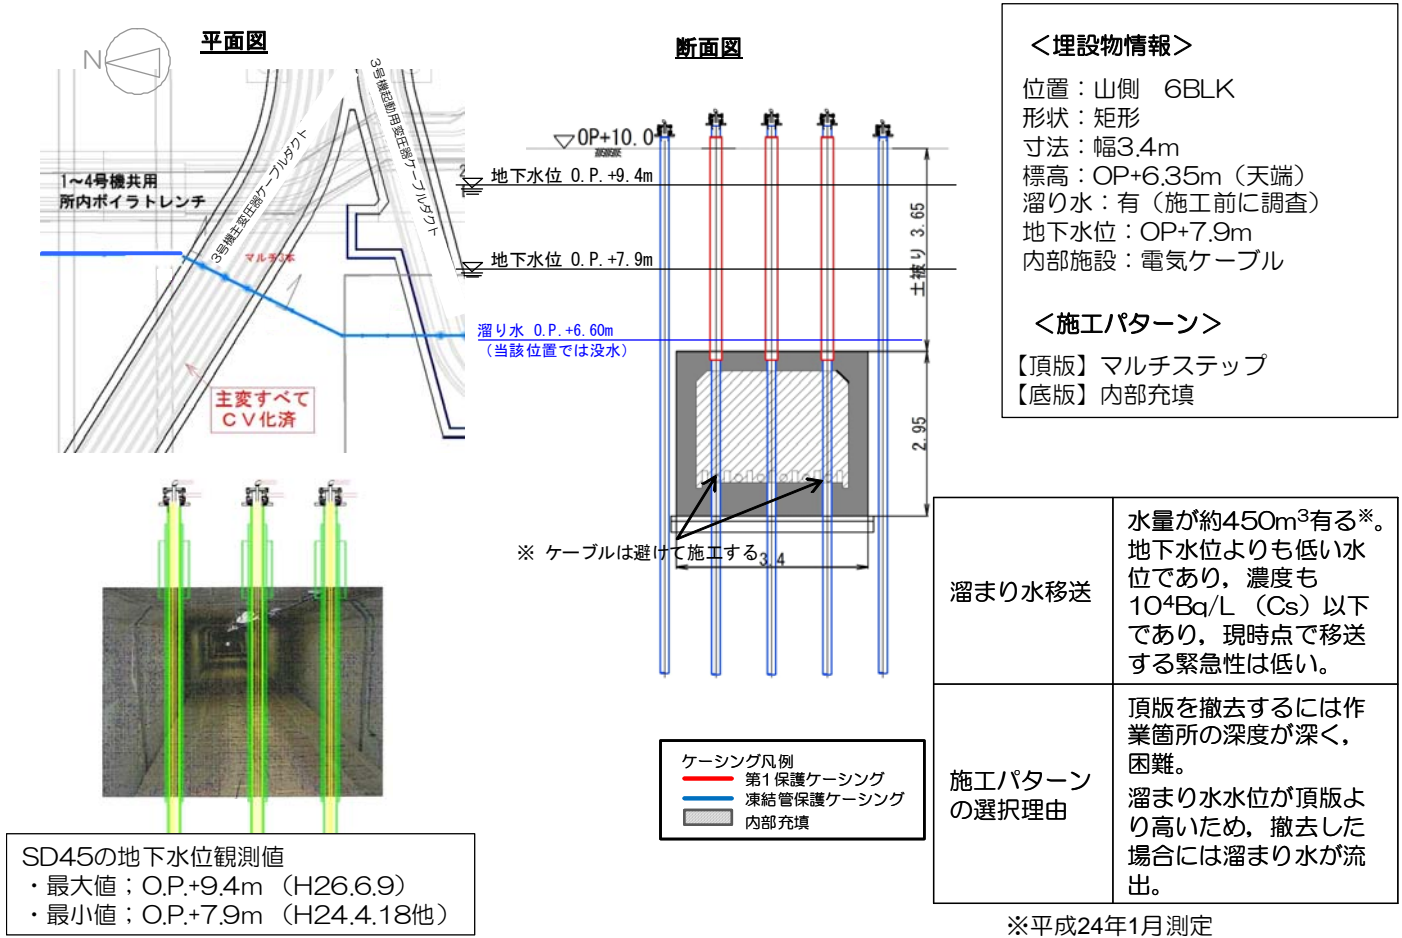 平面図
N
3号機主変圧器ケーブルダクト
3号機起動用変圧器ケーブルダクト
1～4号機共用
所内ボイラトレンチ
マルチ3本
主変すべて
CV化済
断面図
▽OP+10.0
地下水位 O.P.+9.4m
地下水位 O.P.+7.9m
溜り水 O.P.+6.60m
（当該位置では没水）
土被り 3.65
2.95
※ ケーブルは避けて施工する
3.4
ケーシング凡例
第1保護ケーシング
凍結管保護ケーシング
内部充填
＜埋設物情報＞
位置：山側　6BLK
形状：矩形
寸法：幅3.4m
標高：OP+6.35m（天端）
溜り水：有（施工前に調査）
地下水位：OP+7.9m
内部施設：電気ケーブル
＜施工パターン＞
【頂版】マルチステップ
【底版】内部充填
溜まり水移送
水量が約450m³有る※。
地下水位よりも低い水
位であり，濃度も
10⁴Bq/L （Cs）以下
であり，現時点で移送
する緊急性は低い。
施工パターン
の選択理由
頂版を撤去するには作
業箇所の深度が深く，
困難。
溜まり水水位が頂版よ
り高いため，撤去した
場合には溜まり水が流
出。
※平成24年1月測定
SD45の地下水位観測値
・最大値；O.P.+9.4m （H26.6.9）
・最小値；O.P.+7.9m （H24.4.18他）